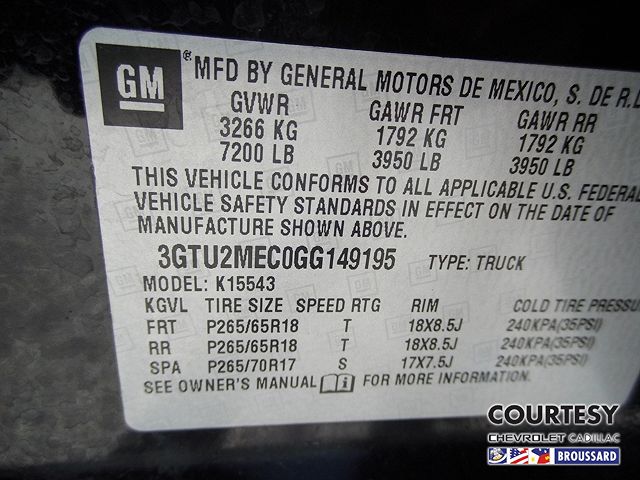 GM
® MFD BY GENERAL MOTORS DE MEXICO, S. DE R.L
GVWR GAWR FRT GAWR RR
3266 KG 1792 KG 1792 KG
7200 LB 3950 LB 3950 LB
THIS VEHICLE CONFORMS TO ALL APPLICABLE U.S. FEDERAL
VEHICLE SAFETY STANDARDS IN EFFECT ON THE DATE OF
MANUFACTURE SHOWN ABOVE.
3GTU2MEC0GG149195 TYPE: TRUCK
MODEL: K15543
KGVL TIRE SIZE SPEED RTG RIM COLD TIRE PRESSU
FRT P265/65R18 T 18X8.5J 240KPA(35PSI)
RR P265/65R18 T 18X8.5J 240KPA(35PSI)
SPA P265/70R17 S 17X7.5J 240KPA(35PSI)
SEE OWNER'S MANUAL FOR MORE INFORMATION.
COURTESY
CHEVROLET CADILLAC
BROUSSARD